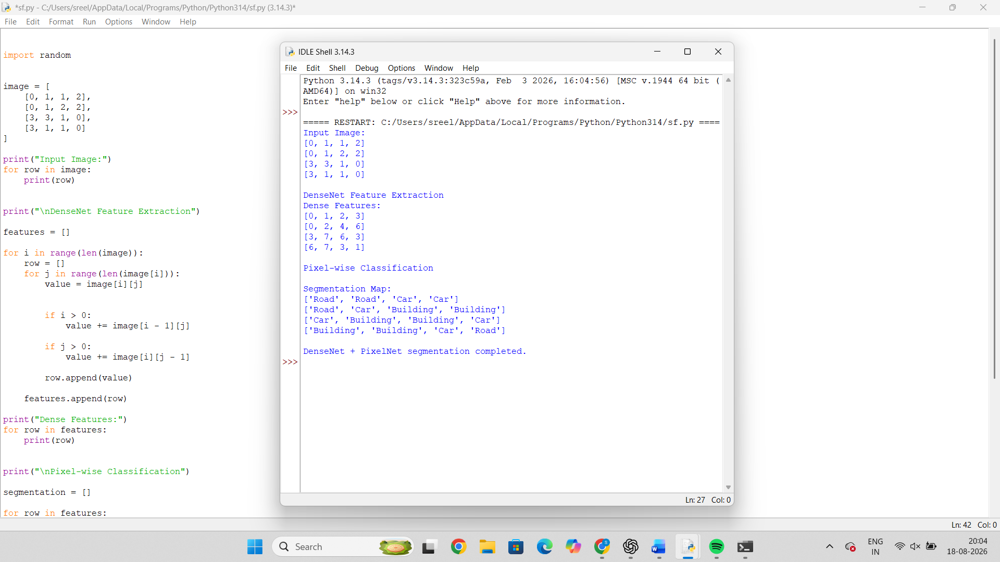 *sf.py - C:/Users/sreel/AppData/Local/Programs/Python/Python314/sf.py (3.14.3)*
File Edit Format Run Options Window Help
import random
image = [
[0, 1, 1, 2],
[0, 1, 2, 2],
[3, 3, 1, 0],
[3, 1, 1, 0]
]
print("Input Image:")
for row in image:
print(row)
print("\nDenseNet Feature Extraction")
features = []
for i in range(len(image)):
row = []
for j in range(len(image[i])):
value = image[i][j]
if i > 0:
value += image[i - 1][j]
if j > 0:
value += image[i][j - 1]
row.append(value)
features.append(row)
print("Dense Features:")
for row in features:
print(row)
print("\nPixel-wise Classification")
segmentation = []
for row in features:
IDLE Shell 3.14.3
File Edit Shell Debug Options Window Help
Python 3.14.3 (tags/v3.14.3:323c59a, Feb  3 2026, 16:04:56) [MSC v.1944 64 bit (
AMD64)] on win32
Enter "help" below or click "Help" above for more information.
>>>
===== RESTART: C:/Users/sreel/AppData/Local/Programs/Python/Python314/sf.py ====
Input Image:
[0, 1, 1, 2]
[0, 1, 2, 2]
[3, 3, 1, 0]
[3, 1, 1, 0]
DenseNet Feature Extraction
Dense Features:
[0, 1, 2, 3]
[0, 2, 4, 6]
[3, 7, 6, 3]
[6, 7, 3, 1]
Pixel-wise Classification
Segmentation Map:
['Road', 'Road', 'Car', 'Car']
['Road', 'Car', 'Building', 'Building']
['Car', 'Building', 'Building', 'Car']
['Building', 'Building', 'Car', 'Road']
DenseNet + PixelNet segmentation completed.
>>>
Ln: 27 Col: 0
Ln: 42 Col: 0
Search
ENG
IN
20:04
18-08-2026